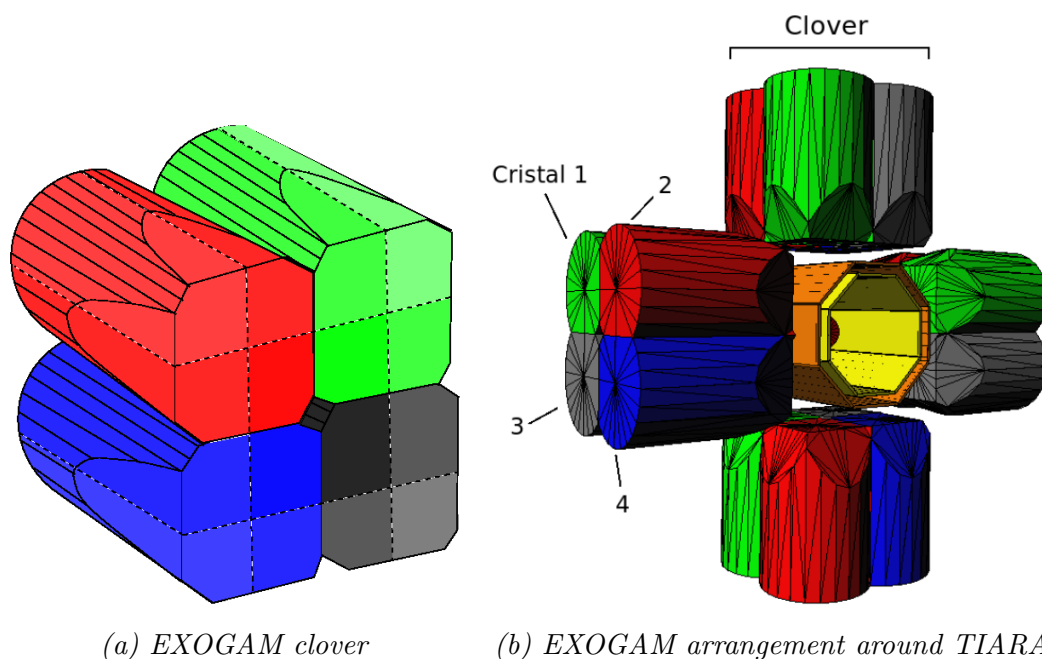 Clover
Cristal 1
2
3
4
(a) EXOGAM clover
(b) EXOGAM arrangement around TIARA